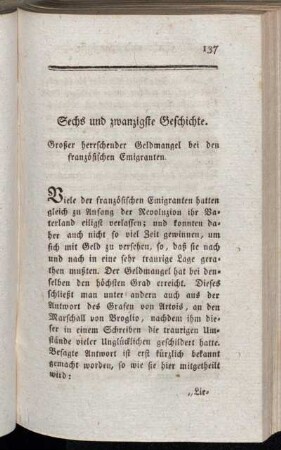 137
Sechs und zwanzigste Geschichte.
Großer herrschender Geldmangel bei den
französischen Emigranten.
Viele der französischen Emigranten hatten
gleich zu Anfang der Revoluzion ihr Va-
terland eiligst verlassen; und konnten da-
her auch nicht so viel Zeit gewinnen, um
sich mit Geld zu versehen, so, daß sie nach
und nach in eine sehr traurige Lage gera-
then mußten. Der Geldmangel hat bei den-
selben den höchsten Grad erreicht. Dieses
schließt man unter andern auch aus der
Antwort des Grafen von Artois, an den
Marschall von Broglio, nachdem ihm die-
ser in einem Schreiben die traurigen Um-
stände vieler Unglücklichen geschildert hatte.
Besagte Antwort ist erst kürzlich bekannt
gemacht worden, so wie sie hier mitgetheilt
wird:
„Lie-